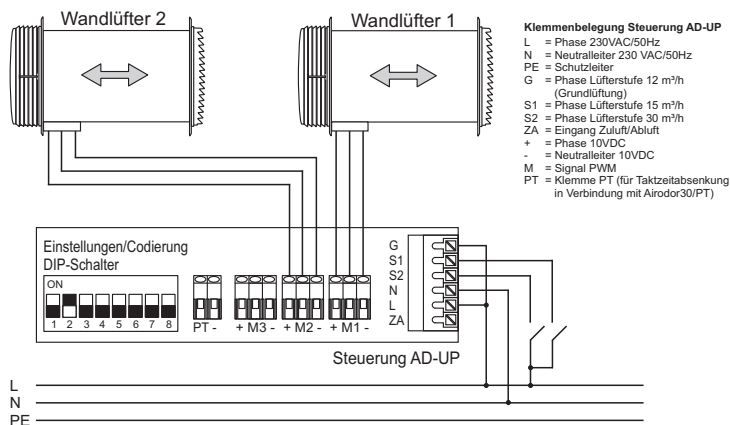 Wandlüfter 2
Wandlüfter 1
Klemmenbelegung Steuerung AD-UP
L = Phase 230VAC/50Hz
N = Neutralleiter 230 VAC/50Hz
PE = Schutzleiter
G = Phase Lüfterstufe 12 m³/h
(Grundlüftung)
S1 = Phase Lüfterstufe 15 m³/h
S2 = Phase Lüfterstufe 30 m³/h
ZA = Eingang Zuluft/Abluft
+ = Phase 10VDC
- = Neutralleiter 10VDC
M = Signal PWM
PT = Klemme PT (für Taktzeitabsenkung
in Verbindung mit Airodor30/PT)
Einstellungen/Codierung
DIP-Schalter
ON
1 2 3 4 5 6 7 8
PT - + M3 - + M2 - + M1 -
G
S1
S2
N
L
ZA
Steuerung AD-UP
L
N
PE